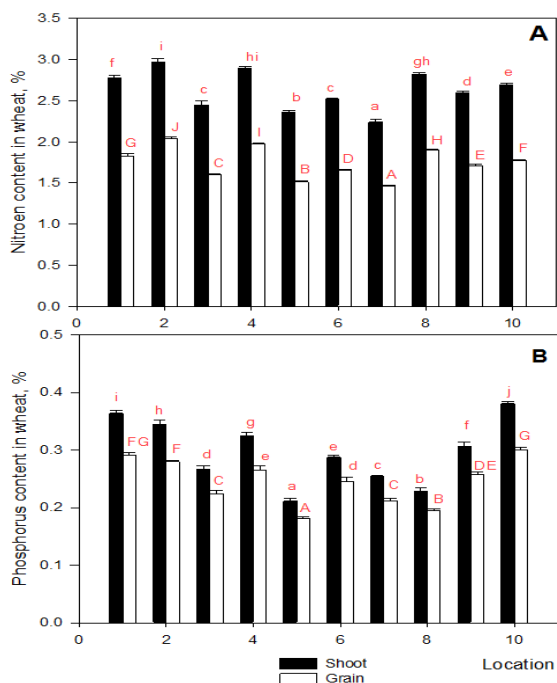 A
Nitroen content in wheat, %
3.5
3.0
2.5
2.0
1.5
1.0
0.5
0.0
f i c hi b c a gh d e
G J C I B D A H E F
0 2 4 6 8 10
B
Phosphorus content in wheat, %
0.5
0.4
0.3
0.2
0.1
0.0
i h d g a e c b f j
F G F C e A d C B D E G
0 2 4 6 8 10
Location
Shoot
Grain